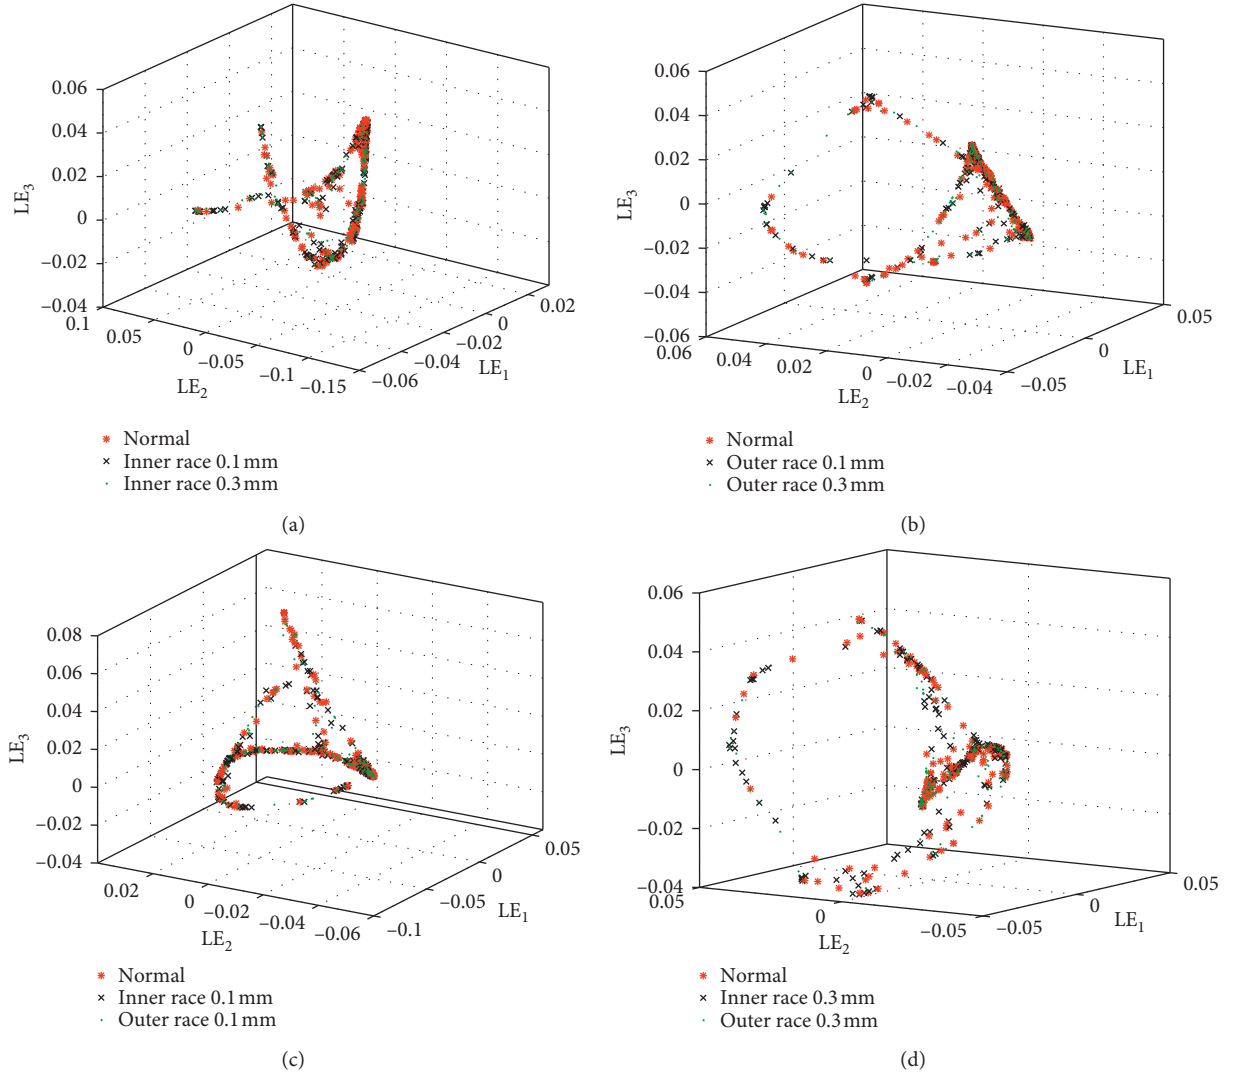 0.06
0.04
0.02
0
−0.02
−0.04
LE3
0.1
0.05
0
−0.05
−0.1
−0.15
LE2
−0.06
−0.04
−0.02
0
0.02
LE1
Normal
Inner race 0.1 mm
Inner race 0.3 mm
(a)
0.06
0.04
0.02
0
−0.02
−0.04
−0.06
LE3
0.06
0.04
0.02
0
−0.02
−0.04
LE2
−0.05
0
0.05
LE1
Normal
Outer race 0.1 mm
Outer race 0.3 mm
(b)
0.08
0.06
0.04
0.02
0
−0.02
−0.04
LE3
0.02
0
−0.02
−0.04
−0.06
LE2
−0.1
−0.05
0
0.05
LE1
Normal
Inner race 0.1 mm
Outer race 0.1 mm
(c)
0.06
0.04
0.02
0
−0.02
−0.04
LE3
0.05
0
−0.05
LE2
−0.05
0
0.05
LE1
Normal
Inner race 0.3 mm
Outer race 0.3 mm
(d)